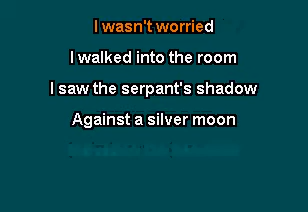 I wasn't worried
I walked into the room
I saw the serpant's shadow
Against a silver moon